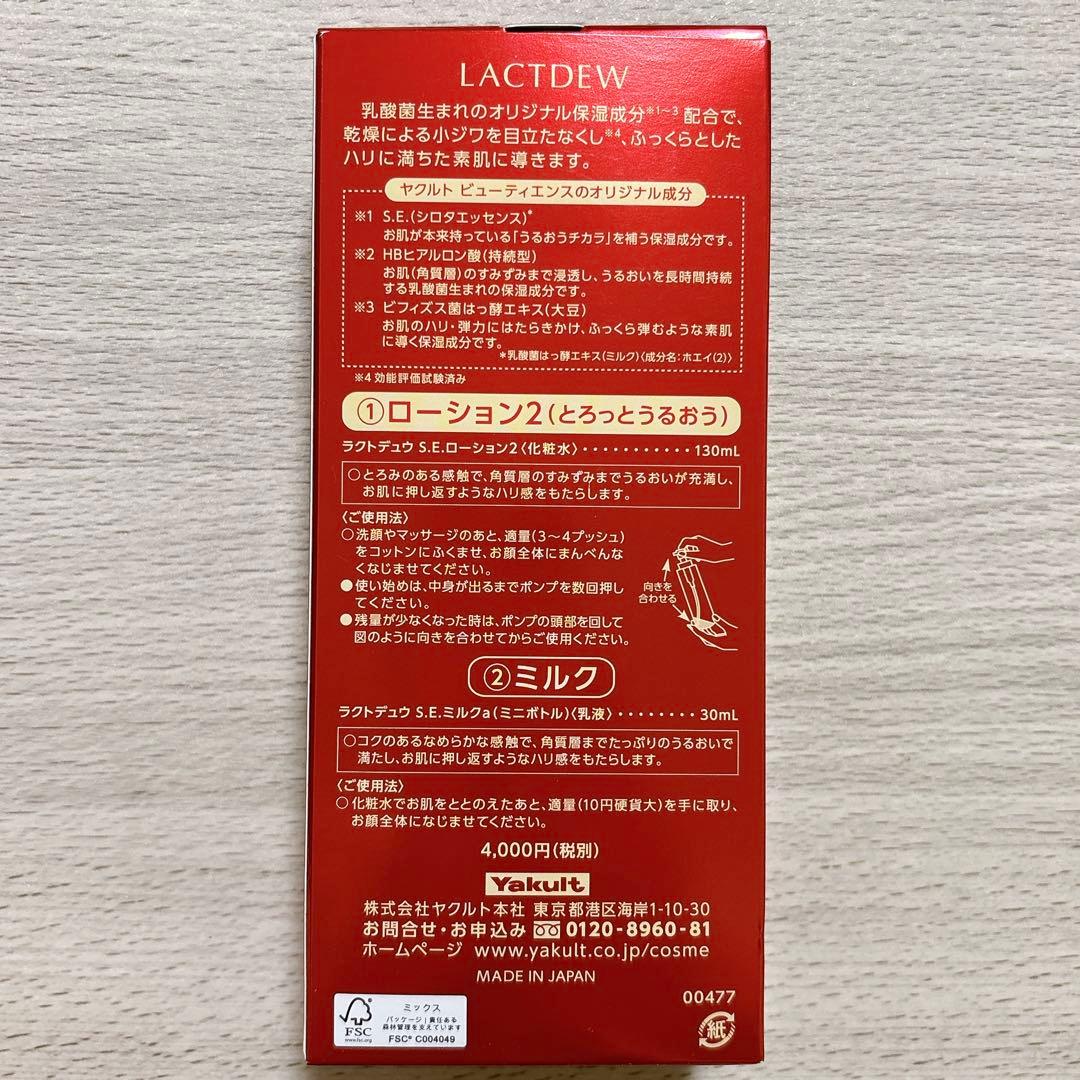 LACTDEW
乳酸菌生まれのオリジナル保湿成分※1〜3 配合で、
乾燥による小ジワを目立たなくし※4、ふっくらとした
ハリに満ちた素肌に導きます。
ヤクルト ビューティエンスのオリジナル成分
※1 S.E.(シロタエッセンス)*
お肌が本来持っている「うるおうチカラ」を補う保湿成分です。
※2 HBヒアルロン酸(持続型)
お肌(角質層)のすみずみまで浸透し、うるおいを長時間持続
する乳酸菌生まれの保湿成分です。
※3 ビフィズス菌はっ酵エキス(大豆)
お肌のハリ・弾力にはたらきかけ、ふっくら弾むような素肌
に導く保湿成分です。
*乳酸菌はっ酵エキス(ミルク)〈成分名:ホエイ(2)〉
※4 効能評価試験済み
①ローション2(とろっとうるおう)
ラクトデュウ S.E.ローション2〈化粧水〉・・・・・・・・・・・130mL
○とろみのある感触で、角質層のすみずみまでうるおいが充満し、
お肌に押し返すようなハリ感をもたらします。
〈ご使用法〉
○洗顔やマッサージのあと、適量(3〜4プッシュ)
をコットンにふくませ、お顔全体にまんべんな
くなじませてください。
●使い始めは、中身が出るまでポンプを数回押し
てください。
●残量が少なくなった時は、ポンプの頭部を回して
図のように向きを合わせてからご使用ください。
向きを
合わせる
②ミルク
ラクトデュウ S.E.ミルクa(ミニボトル)〈乳液〉・・・・・・・・30mL
○コクのあるなめらかな感触で、角質層までたっぷりのうるおいで
満たし、お肌に押し返すようなハリ感をもたらします。
〈ご使用法〉
○化粧水でお肌をととのえたあと、適量(10円硬貨大)を手に取り、
お顔全体になじませてください。
4,000円(税別)
Yakult
株式会社ヤクルト本社 東京都港区海岸1-10-30
お問合せ・お申込み 0120-8960-81
ホームページ www.yakult.co.jp/cosme
MADE IN JAPAN
00477
紙
FSC
www.fsc.org
ミックス
パッケージ|責任ある
森林管理を支えています
FSC® C004049